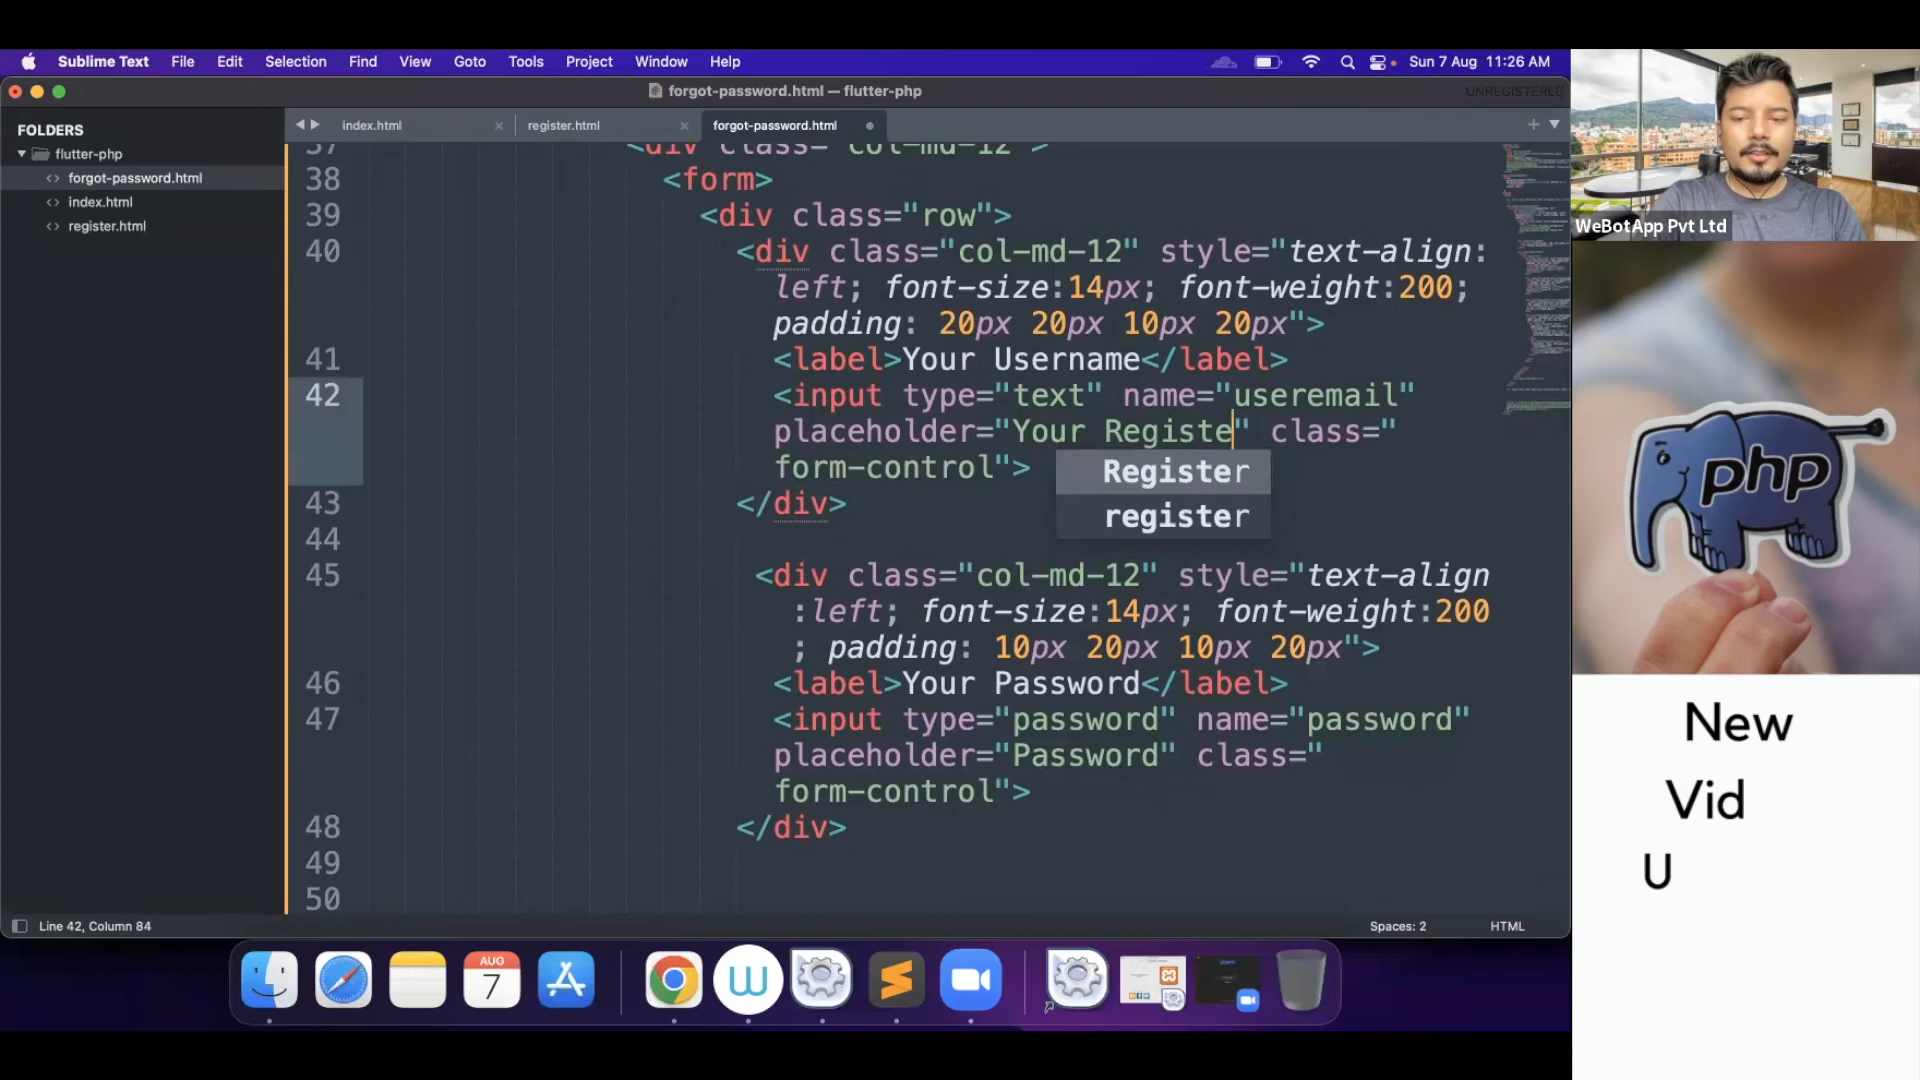 Sublime Text File Edit Selection Find View Goto Tools Project Window Help Sun 7 Aug 11:26 AM
forgot-password.html — flutter-php UNREGISTERED
FOLDERS
flutter-php
forgot-password.html
index.html
register.html
index.html register.html forgot-password.html
37 <div class="col-md-12">
38 <form>
39 <div class="row">
40 <div class="col-md-12" style="text-align:
left; font-size:14px; font-weight:200;
padding: 20px 20px 10px 20px">
41 <label>Your Username</label>
42 <input type="text" name="useremail"
placeholder="Your Registe" class="
form-control">
Register
register
43 </div>
44
45 <div class="col-md-12" style="text-align
:left; font-size:14px; font-weight:200
; padding: 10px 20px 10px 20px">
46 <label>Your Password</label>
47 <input type="password" name="password"
placeholder="Password" class="
form-control">
48 </div>
49
50
Line 42, Column 84 Spaces: 2 HTML
AUG
7
WeBotApp Pvt Ltd
php
New
Vid
U